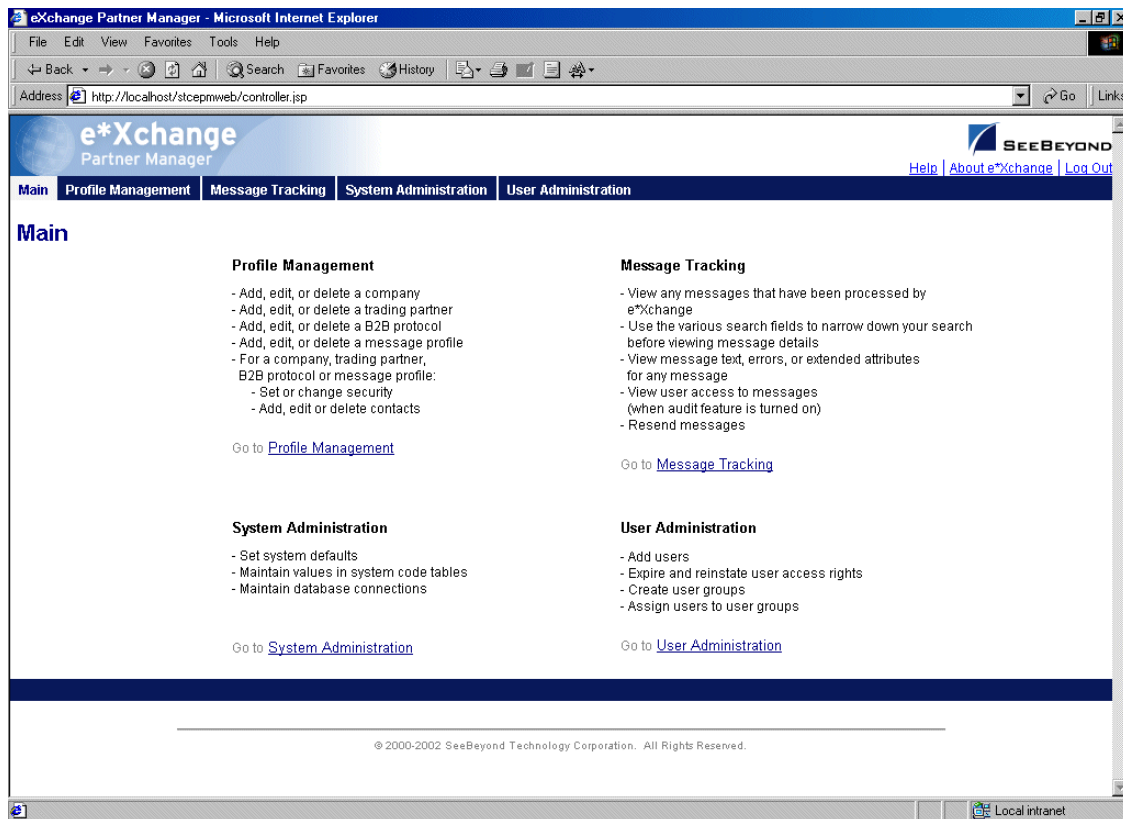 eXchange Partner Manager - Microsoft Internet Explorer
File Edit View Favorites Tools Help
Back Search Favorites History
Address http://localhost/stcepmweb/controller.jsp Go Links
e*Xchange
Partner Manager
SEEBEYOND
Help | About e*Xchange | Log Out
Main Profile Management Message Tracking System Administration User Administration
Main
Profile Management
- Add, edit, or delete a company
- Add, edit, or delete a trading partner
- Add, edit, or delete a B2B protocol
- Add, edit, or delete a message profile
- For a company, trading partner,
B2B protocol or message profile:
- Set or change security
- Add, edit or delete contacts
Go to Profile Management
Message Tracking
- View any messages that have been processed by
e*Xchange
- Use the various search fields to narrow down your search
before viewing message details
- View message text, errors, or extended attributes
for any message
- View user access to messages
(when audit feature is turned on)
- Resend messages
Go to Message Tracking
System Administration
- Set system defaults
- Maintain values in system code tables
- Maintain database connections
Go to System Administration
User Administration
- Add users
- Expire and reinstate user access rights
- Create user groups
- Assign users to user groups
Go to User Administration
© 2000-2002 SeeBeyond Technology Corporation. All Rights Reserved.
Local intranet